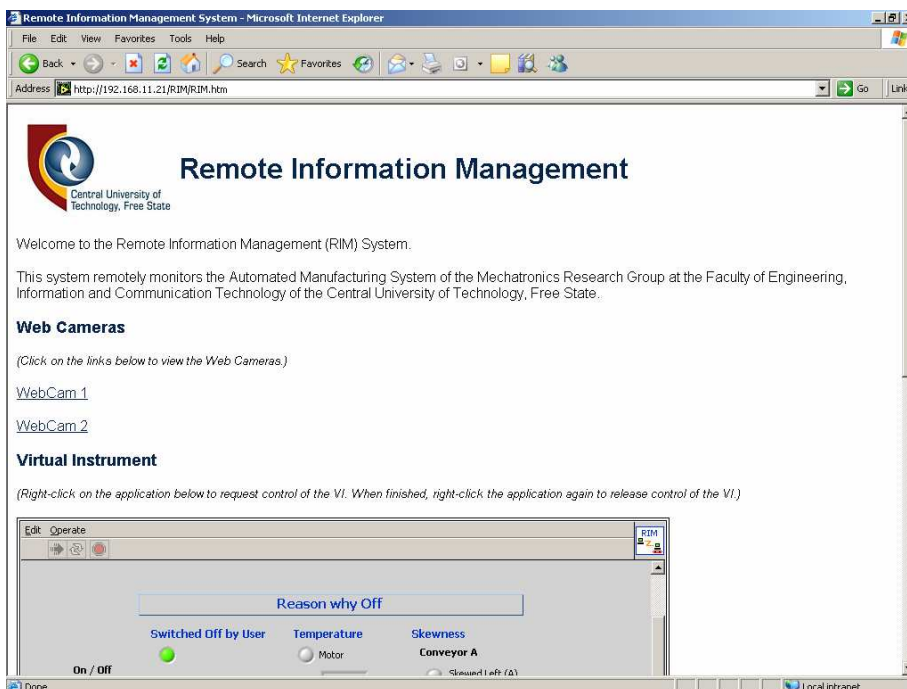 Remote Information Management System - Microsoft Internet Explorer
File Edit View Favorites Tools Help
Back Search Favorites
Address http://192.168.11.21/RIM/RIM.htm Go Link
Central University of
Technology, Free State
Remote Information Management
Welcome to the Remote Information Management (RIM) System.
This system remotely monitors the Automated Manufacturing System of the Mechatronics Research Group at the Faculty of Engineering,
Information and Communication Technology of the Central University of Technology, Free State.
Web Cameras
(Click on the links below to view the Web Cameras.)
WebCam 1
WebCam 2
Virtual Instrument
(Right-click on the application below to request control of the VI. When finished, right-click the application again to release control of the VI.)
Edit Operate
RIM
Reason why Off
Switched Off by User Temperature Skewness
Motor Conveyor A
On / Off Skewed Left (A)
Done Local intranet